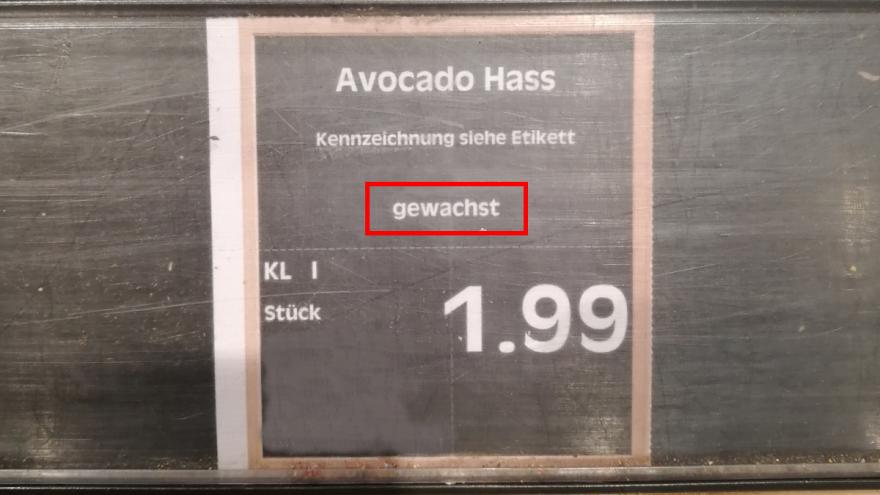 Avocado Hass
Kennzeichnung siehe Etikett
gewachst
KL I
Stück
1.99